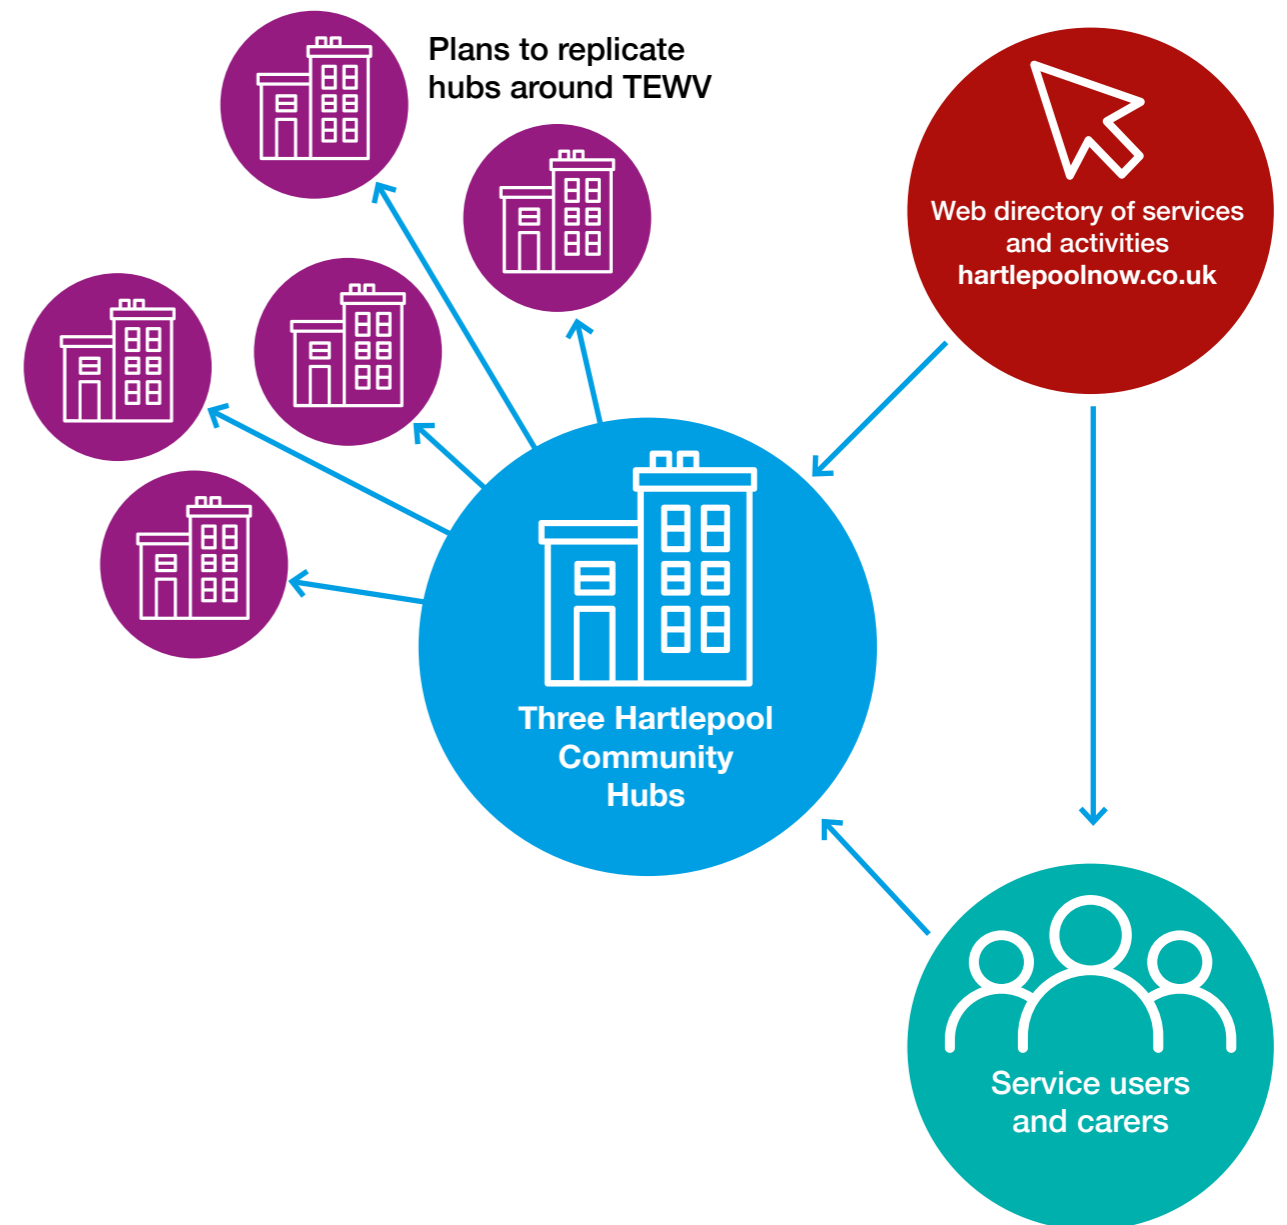 Plans to replicate
hubs around TEWV
Web directory of services
and activities
hartlepoolnow.co.uk
Three Hartlepool
Community
Hubs
Service users
and carers